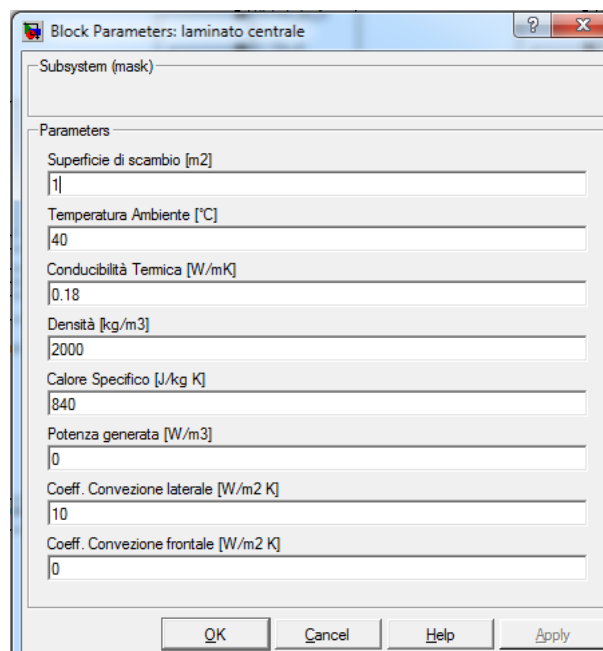 Block Parameters: laminato centrale
Subsystem (mask)
Parameters
Superficie di scambio [m2]
1
Temperatura Ambiente [°C]
40
Conducibilità Termica [W/mK]
0.18
Densità [kg/m3]
2000
Calore Specifico [J/kg K]
840
Potenza generata [W/m3]
0
Coeff. Convezione laterale [W/m2 K]
10
Coeff. Convezione frontale [W/m2 K]
0
OK Cancel Help Apply